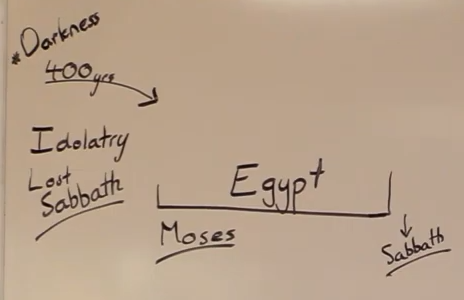 *Darkness
400yrs
Idolatry
Lost
Sabbath
Egypt
Moses
Sabbath